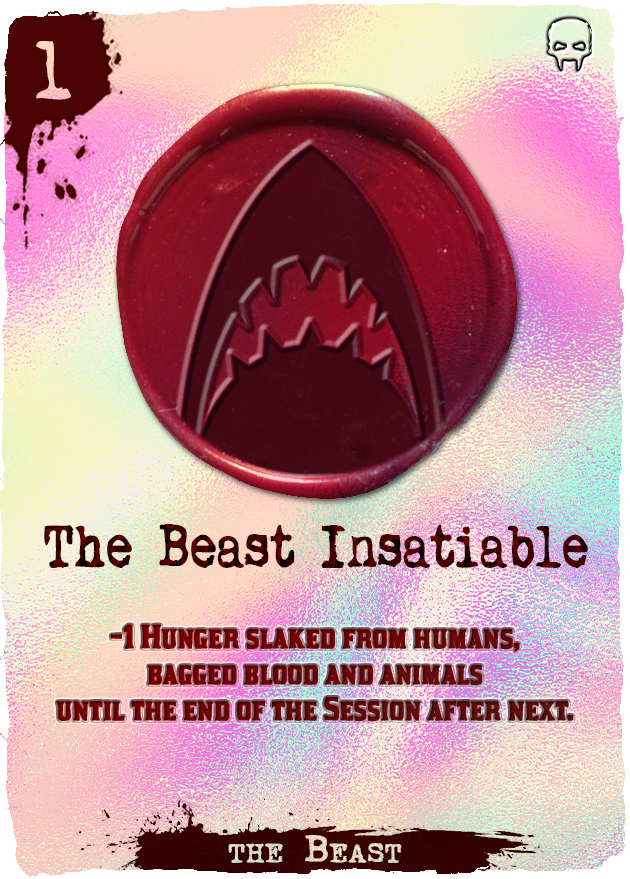 1
The Beast Insatiable
-1 Hunger slaked from humans,
bagged blood and animals
until the end of the Session after next.
the Beast